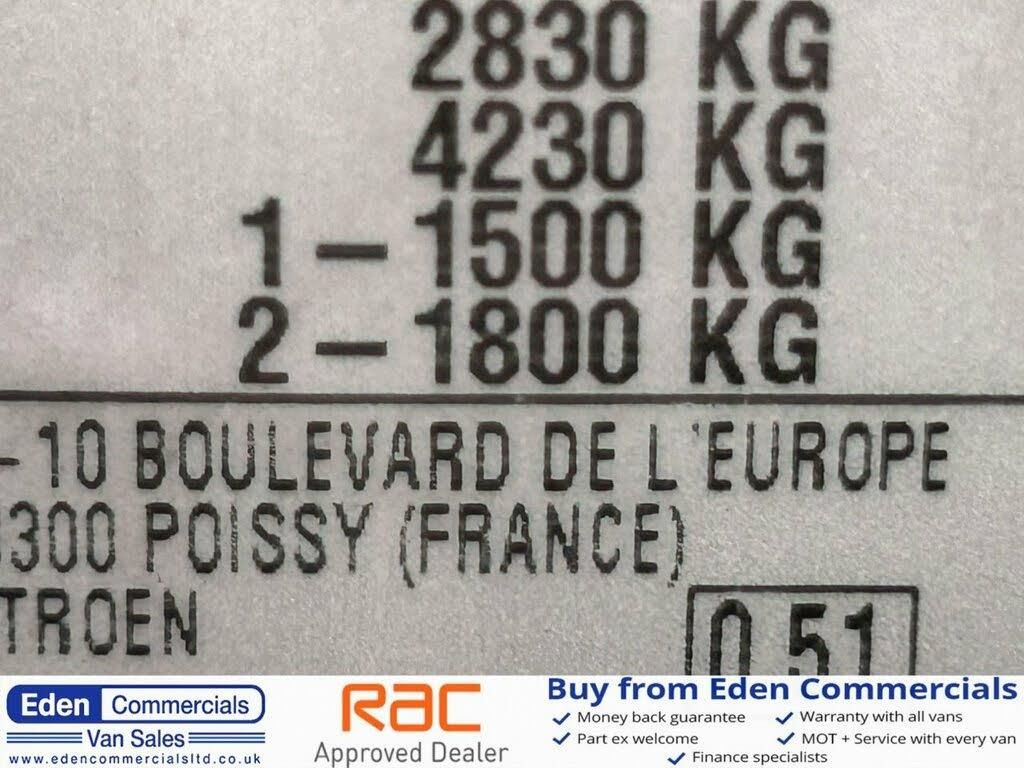 2830 KG
4230 KG
1 – 1500 KG
2 – 1800 KG
-10 BOULEVARD DE L'EUROPE
300 POISSY (FRANCE)
TROEN
0.51
Eden Commercials
Van Sales
www.edencommercialsltd.co.uk
RAC
Approved Dealer
Buy from Eden Commercials
Money back guarantee
Warranty with all vans
Part ex welcome
MOT + Service with every van
Finance specialists